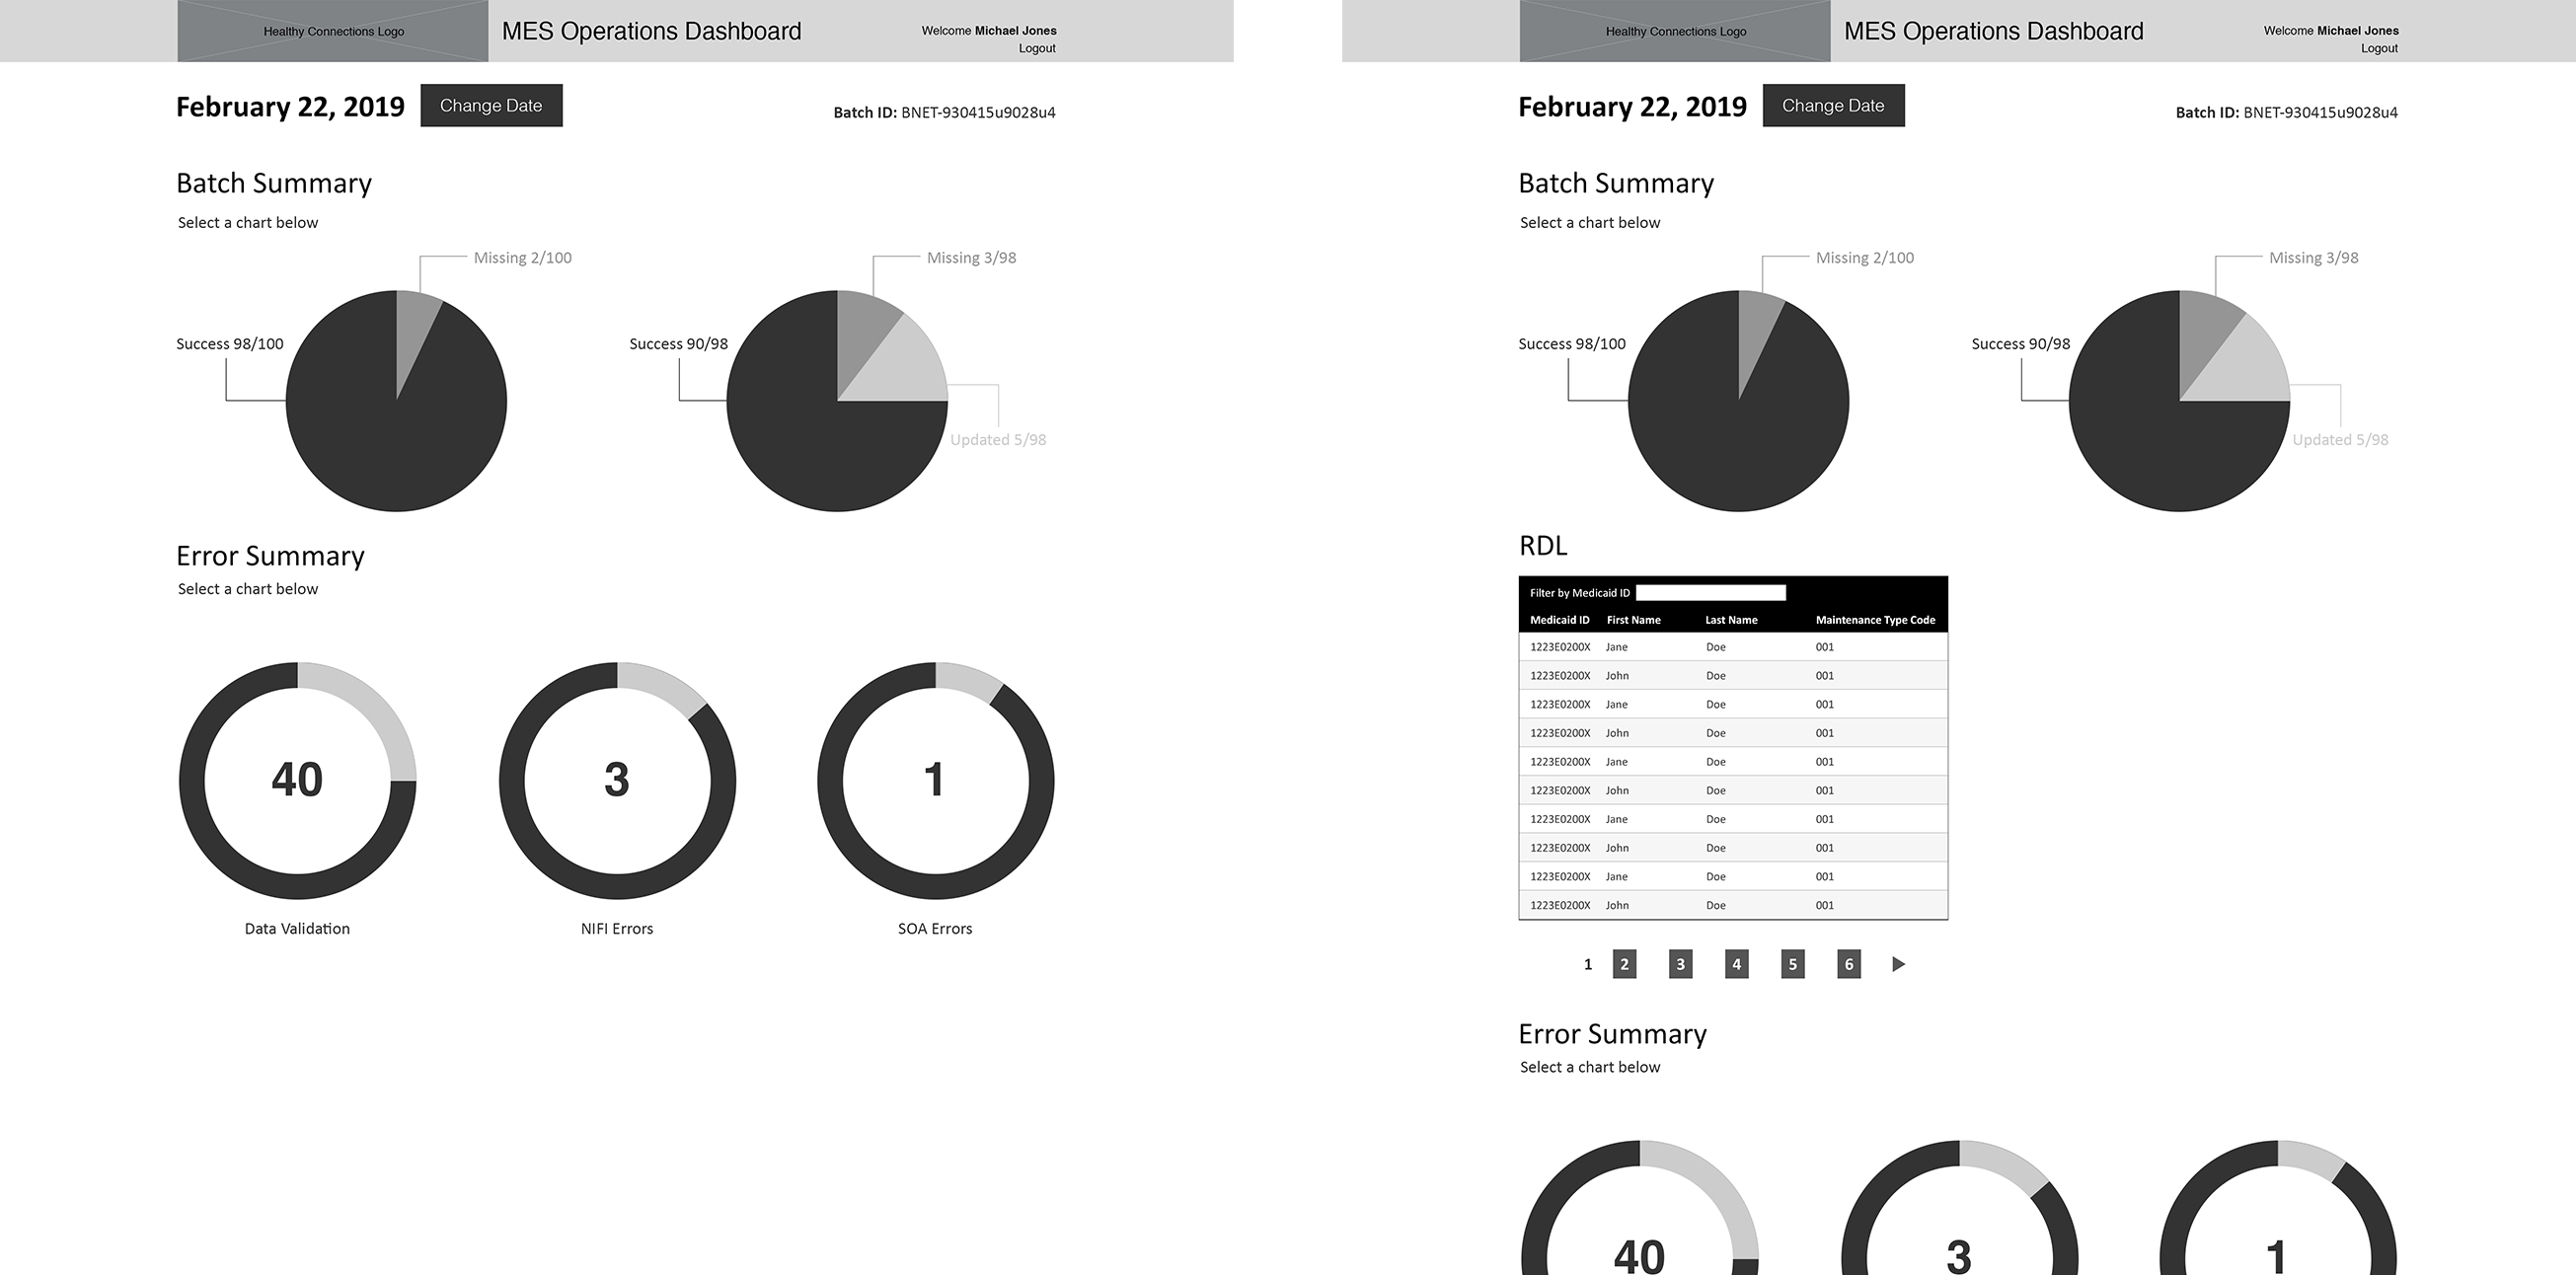 Healthy Connections Logo
MES Operations Dashboard
Welcome Michael Jones
Logout
February 22, 2019
Change Date
Batch ID: BNET-930415u9028u4
Batch Summary
Select a chart below
Missing 2/100
Success 98/100
Missing 3/98
Success 90/98
Updated 5/98
Error Summary
Select a chart below
40
3
1
Data Validation
NIFI Errors
SOA Errors
Healthy Connections Logo
MES Operations Dashboard
Welcome Michael Jones
Logout
February 22, 2019
Change Date
Batch ID: BNET-930415u9028u4
Batch Summary
Select a chart below
Missing 2/100
Success 98/100
Missing 3/98
Success 90/98
Updated 5/98
RDL
Filter by Medicaid ID
Medicaid ID First Name Last Name Maintenance Type Code
1223E0200X Jane Doe 001
1223E0200X John Doe 001
1223E0200X Jane Doe 001
1223E0200X John Doe 001
1223E0200X Jane Doe 001
1223E0200X John Doe 001
1223E0200X Jane Doe 001
1223E0200X John Doe 001
1223E0200X Jane Doe 001
1223E0200X John Doe 001
1 2 3 4 5 6
Error Summary
Select a chart below
40
3
1